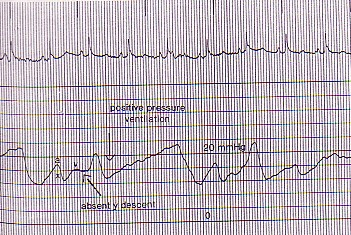 positive pressure
ventilation
20 mmHg
a
v
x
absent y descent
0